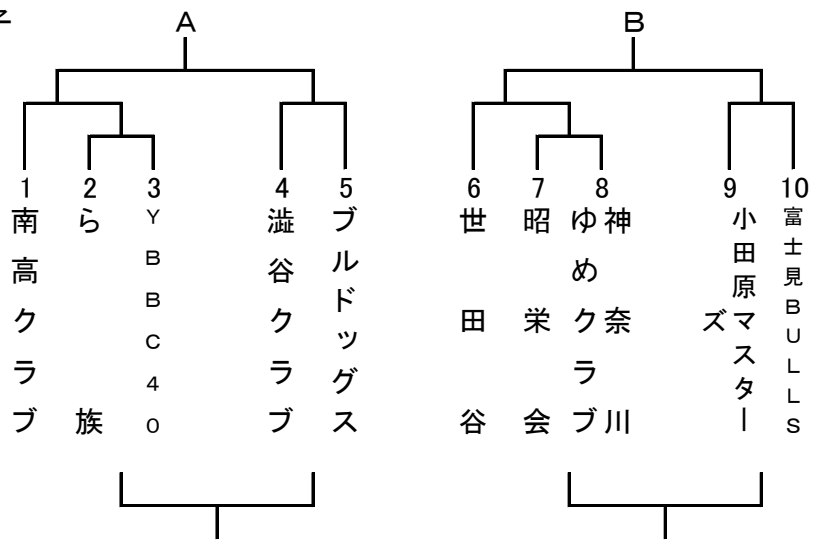 A
B
1
南高クラブ
2
ら族
3
YBBC40
4
澁谷クラブ
5
ブルドッグス
6
世田谷
7
昭栄会
8
神奈川
ゆめクラブ
9
小田原マスター
ズ
10
富士見BULLS